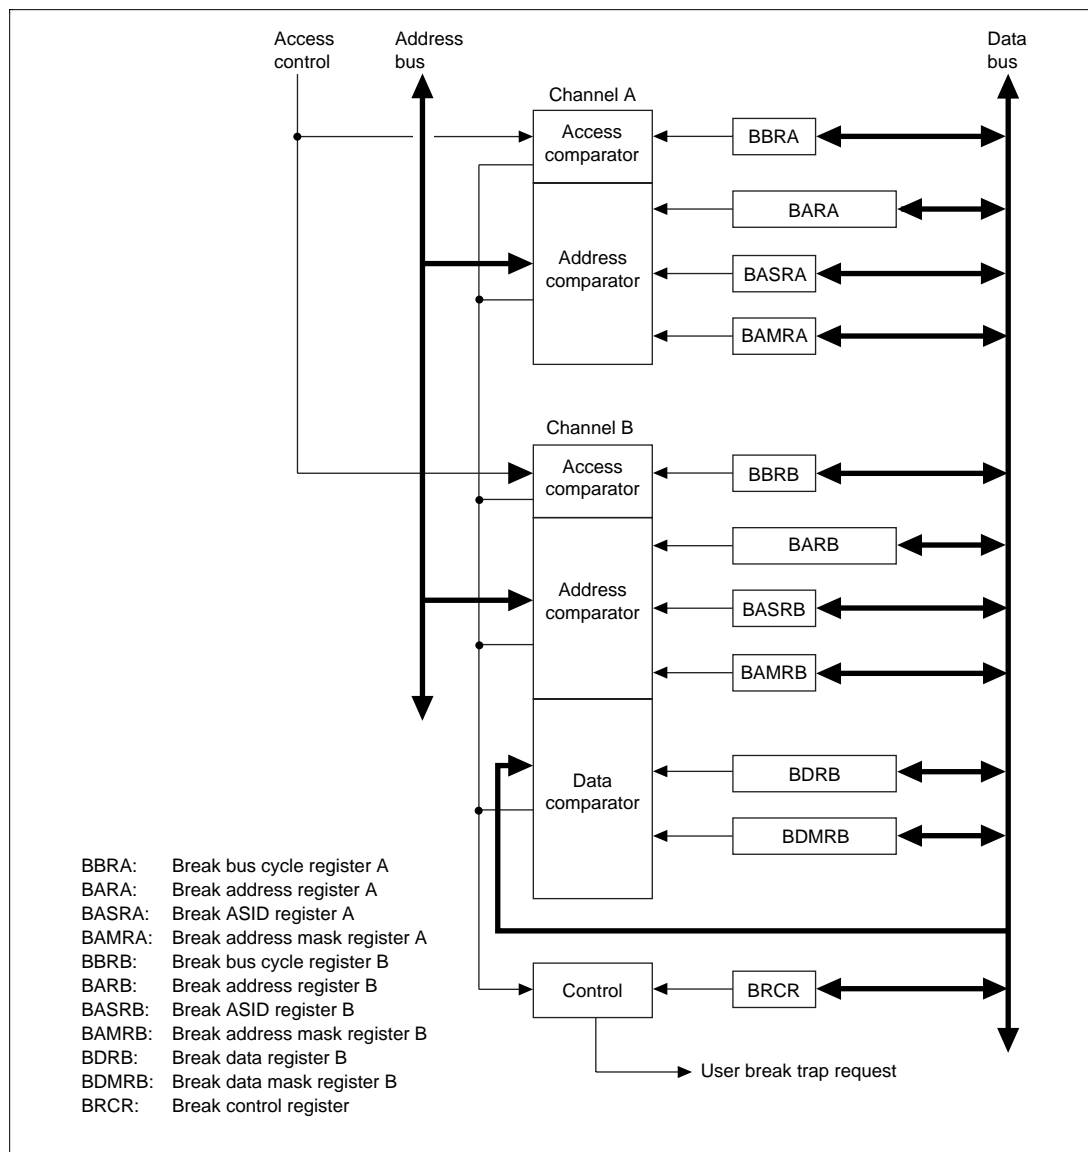 Access
control
Address
bus
Data
bus
Channel A
Access
comparator
BBRA
BARA
Address
comparator
BASRA
BAMRA
Channel B
Access
comparator
BBRB
BARB
Address
comparator
BASRB
BAMRB
Data
comparator
BDRB
BDMRB
Control
BRCR
User break trap request
BBRA: Break bus cycle register A
BARA: Break address register A
BASRA: Break ASID register A
BAMRA: Break address mask register A
BBRB: Break bus cycle register B
BARB: Break address register B
BASRB: Break ASID register B
BAMRB: Break address mask register B
BDRB: Break data register B
BDMRB: Break data mask register B
BRCR: Break control register